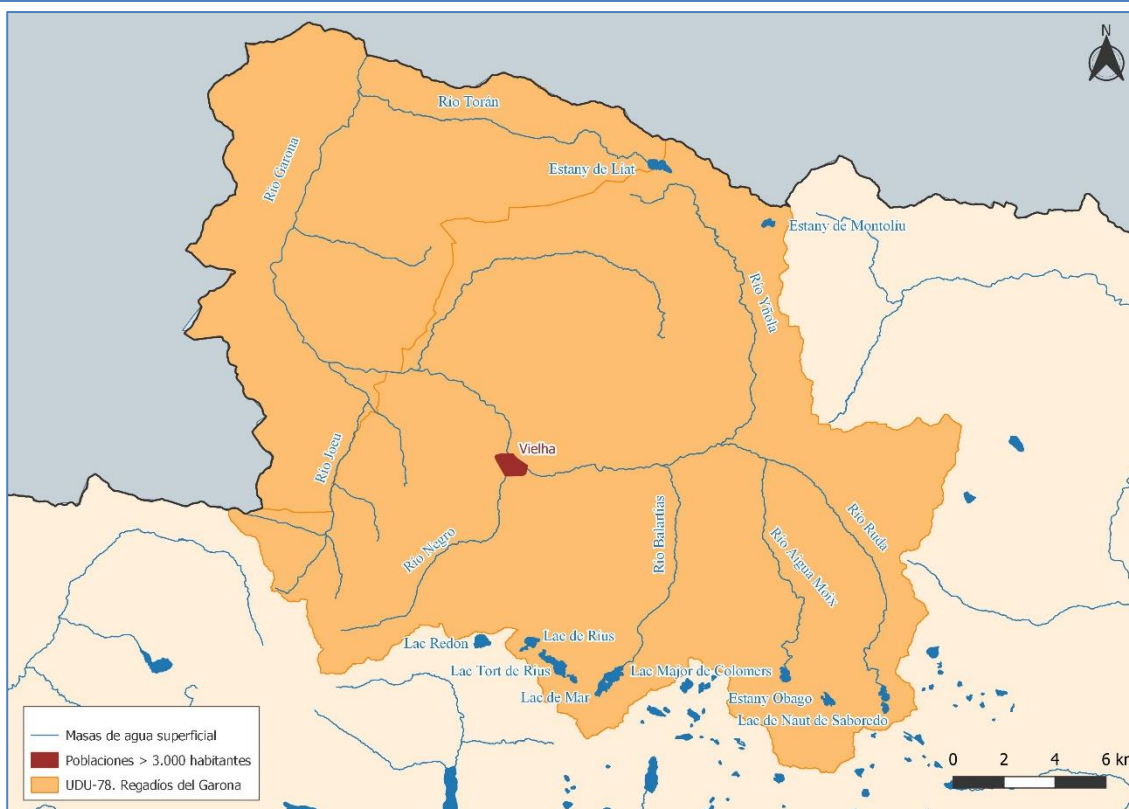 N
Río Torán
Estany de Liat
Río Garona
Estany de Montoliu
Río Yñola
Vielha
Río Joeu
Río Negro
Río Balartias
Río Aigua Moix
Río Ruda
Lac Redon
Lac de Rius
Lac Tort de Rius
Lac Major de Colomers
Lac de Mar
Estany Obago
Lac de Naut de Saboredo
Masas de agua superficial
Poblaciones > 3.000 habitantes
UDU-78. Regadíos del Garona
0 2 4 6 km